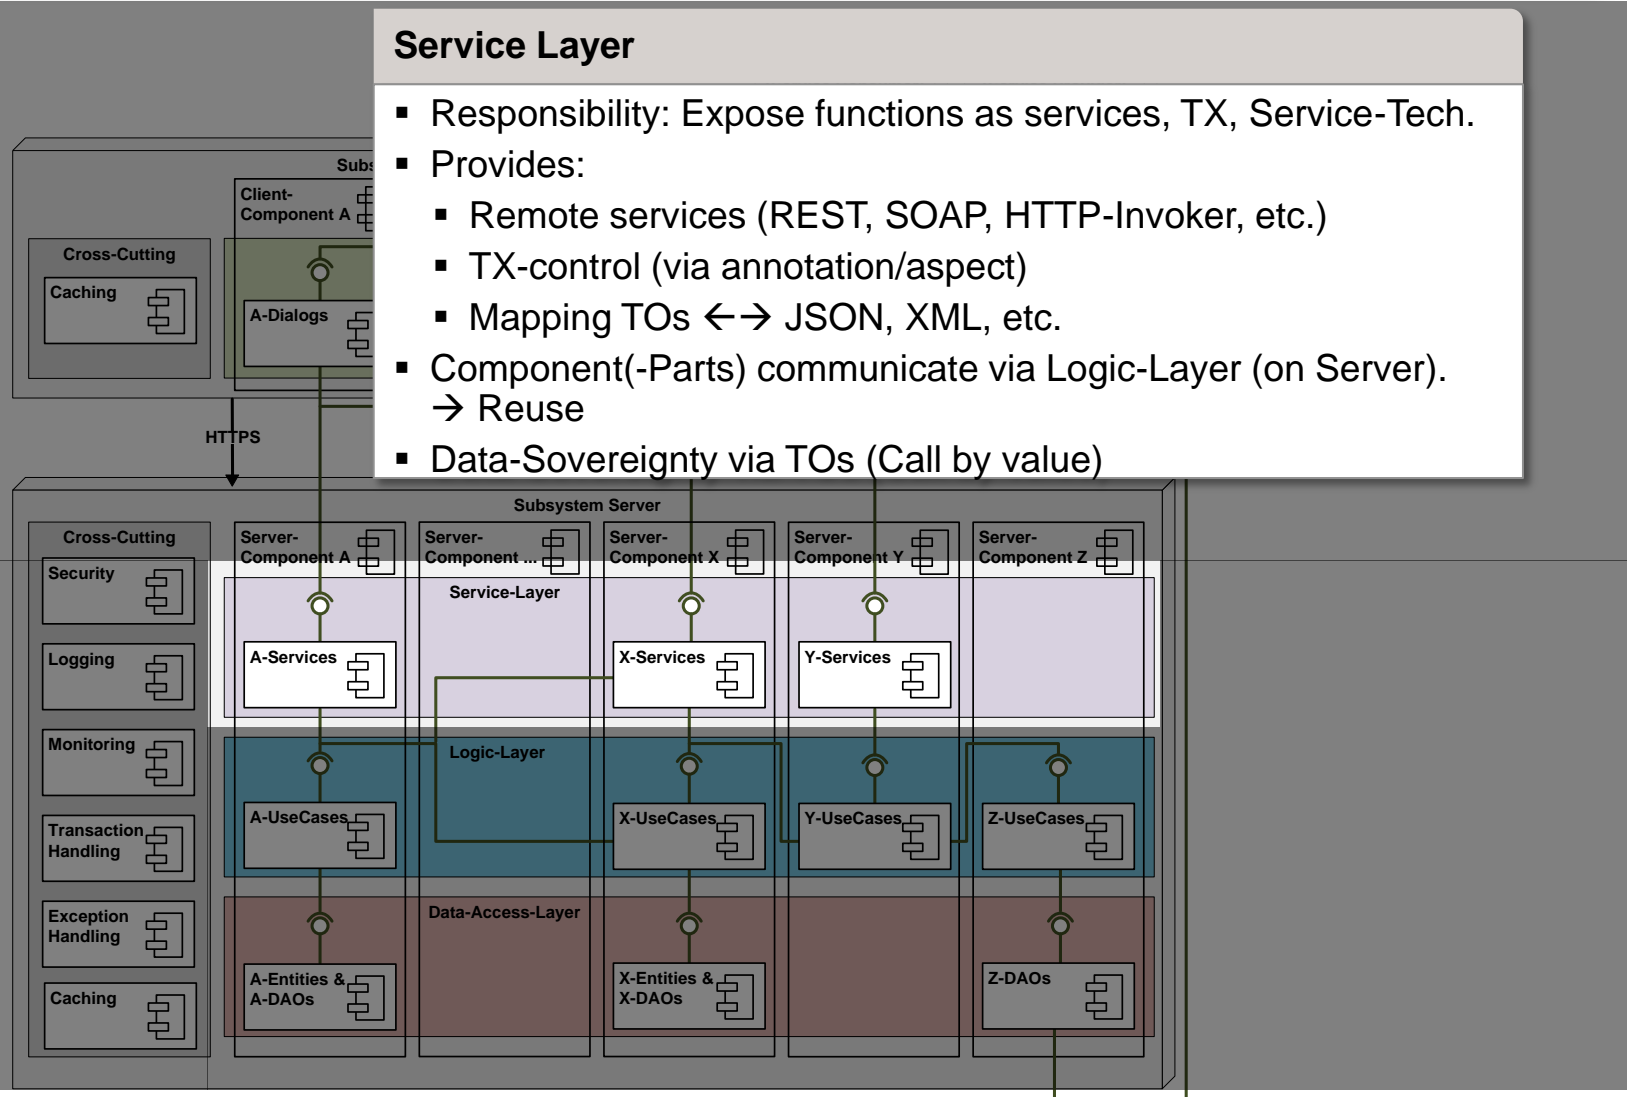 Service Layer
▪ Responsibility: Expose functions as services, TX, Service-Tech.
▪ Provides:
▪ Remote services (REST, SOAP, HTTP-Invoker, etc.)
▪ TX-control (via annotation/aspect)
▪ Mapping TOs ←→ JSON, XML, etc.
▪ Component(-Parts) communicate via Logic-Layer (on Server).
→ Reuse
▪ Data-Sovereignty via TOs (Call by value)
Subs
Client-
Component A
Cross-Cutting
Caching
A-Dialogs
HTTPS
Subsystem Server
Cross-Cutting
Security
Logging
Monitoring
Transaction
Handling
Exception
Handling
Caching
Server-
Component A
Server-
Component ...
Server-
Component X
Server-
Component Y
Server-
Component Z
Service-Layer
A-Services
X-Services
Y-Services
Logic-Layer
A-UseCases
X-UseCases
Y-UseCases
Z-UseCases
Data-Access-Layer
A-Entities &
A-DAOs
X-Entities &
X-DAOs
Z-DAOs